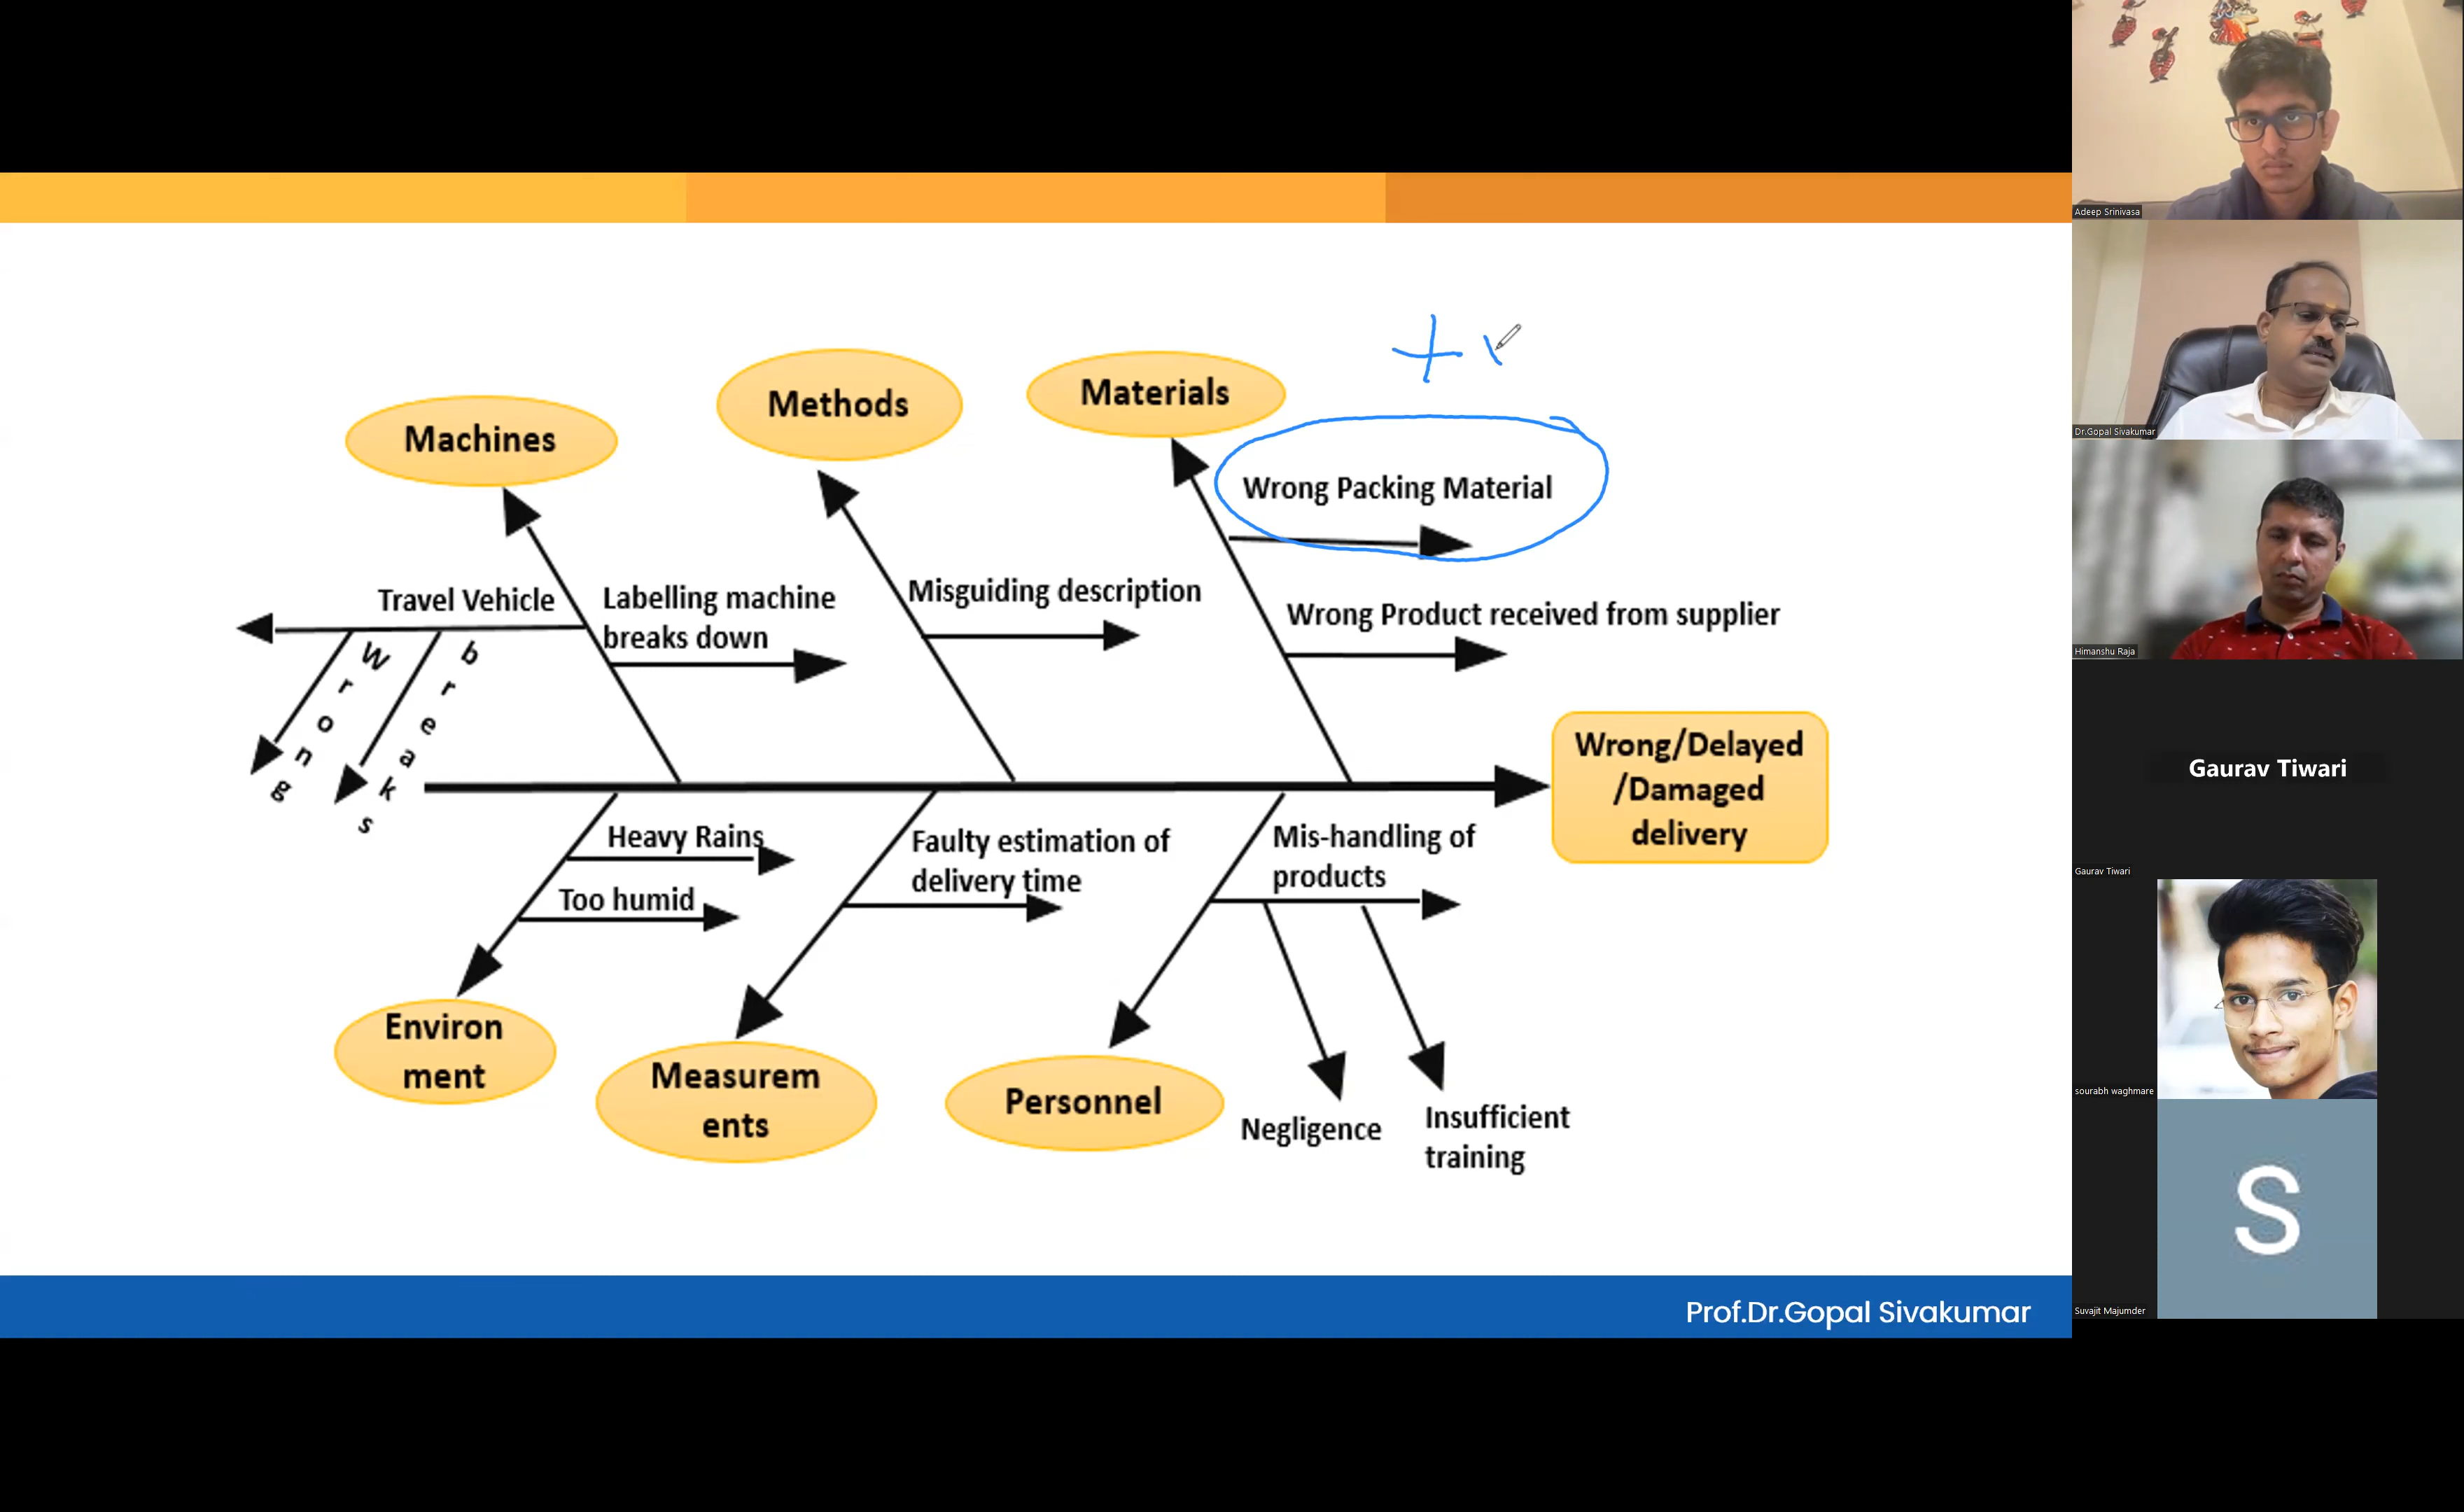 Machines
Methods
Materials
Wrong Packing Material
Travel Vehicle
Labelling machine
breaks down
Misguiding description
Wrong Product received from supplier
Wrong
breaks
Wrong/Delayed
/Damaged
delivery
Heavy Rains
Too humid
Faulty estimation of
delivery time
Mis-handling of
products
Environ
ment
Measurem
ents
Personnel
Negligence
Insufficient
training
Prof.Dr.Gopal Sivakumar
Adeep Srinivasa
Dr.Gopal Sivakumar
Himanshu Raja
Gaurav Tiwari
Gaurav Tiwari
sourabh waghmare
S
Suvajit Majumder